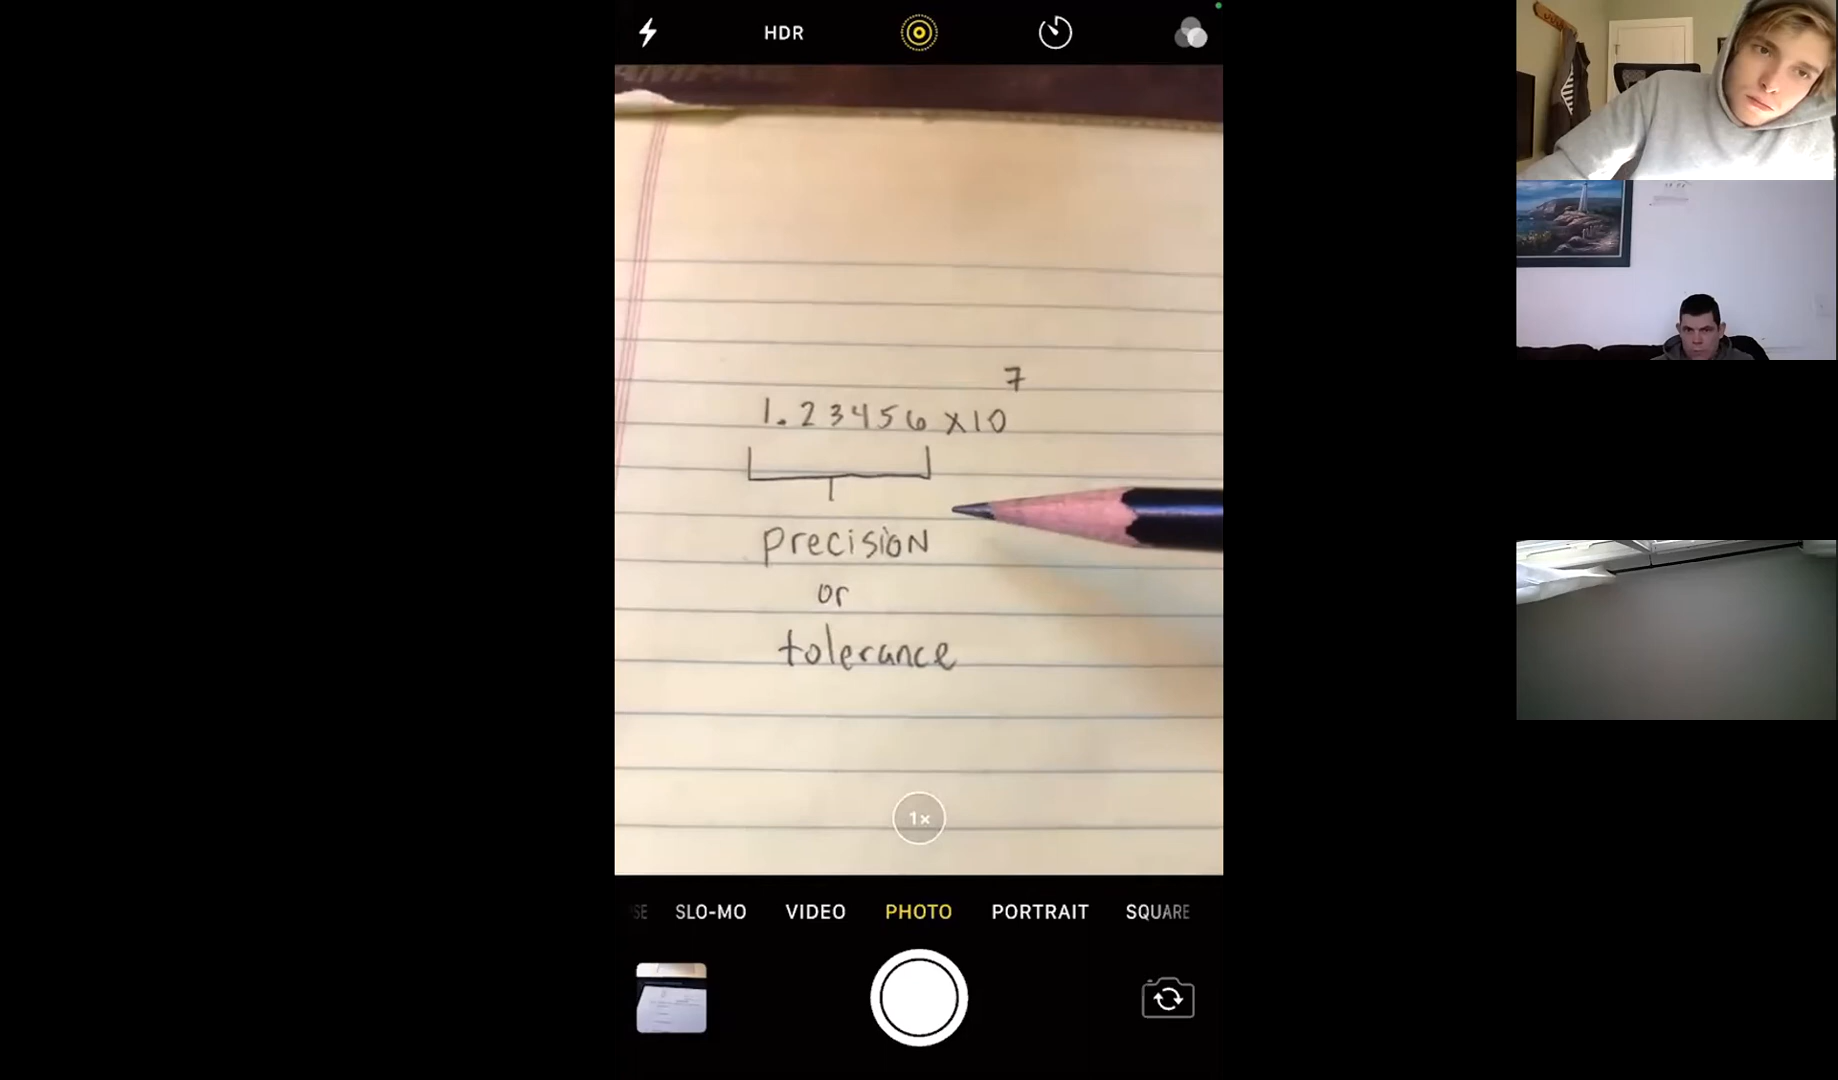 HDR
7
1.23456 x10
precision
or
tolerance
1x
SLO-MO VIDEO PHOTO PORTRAIT SQUARE